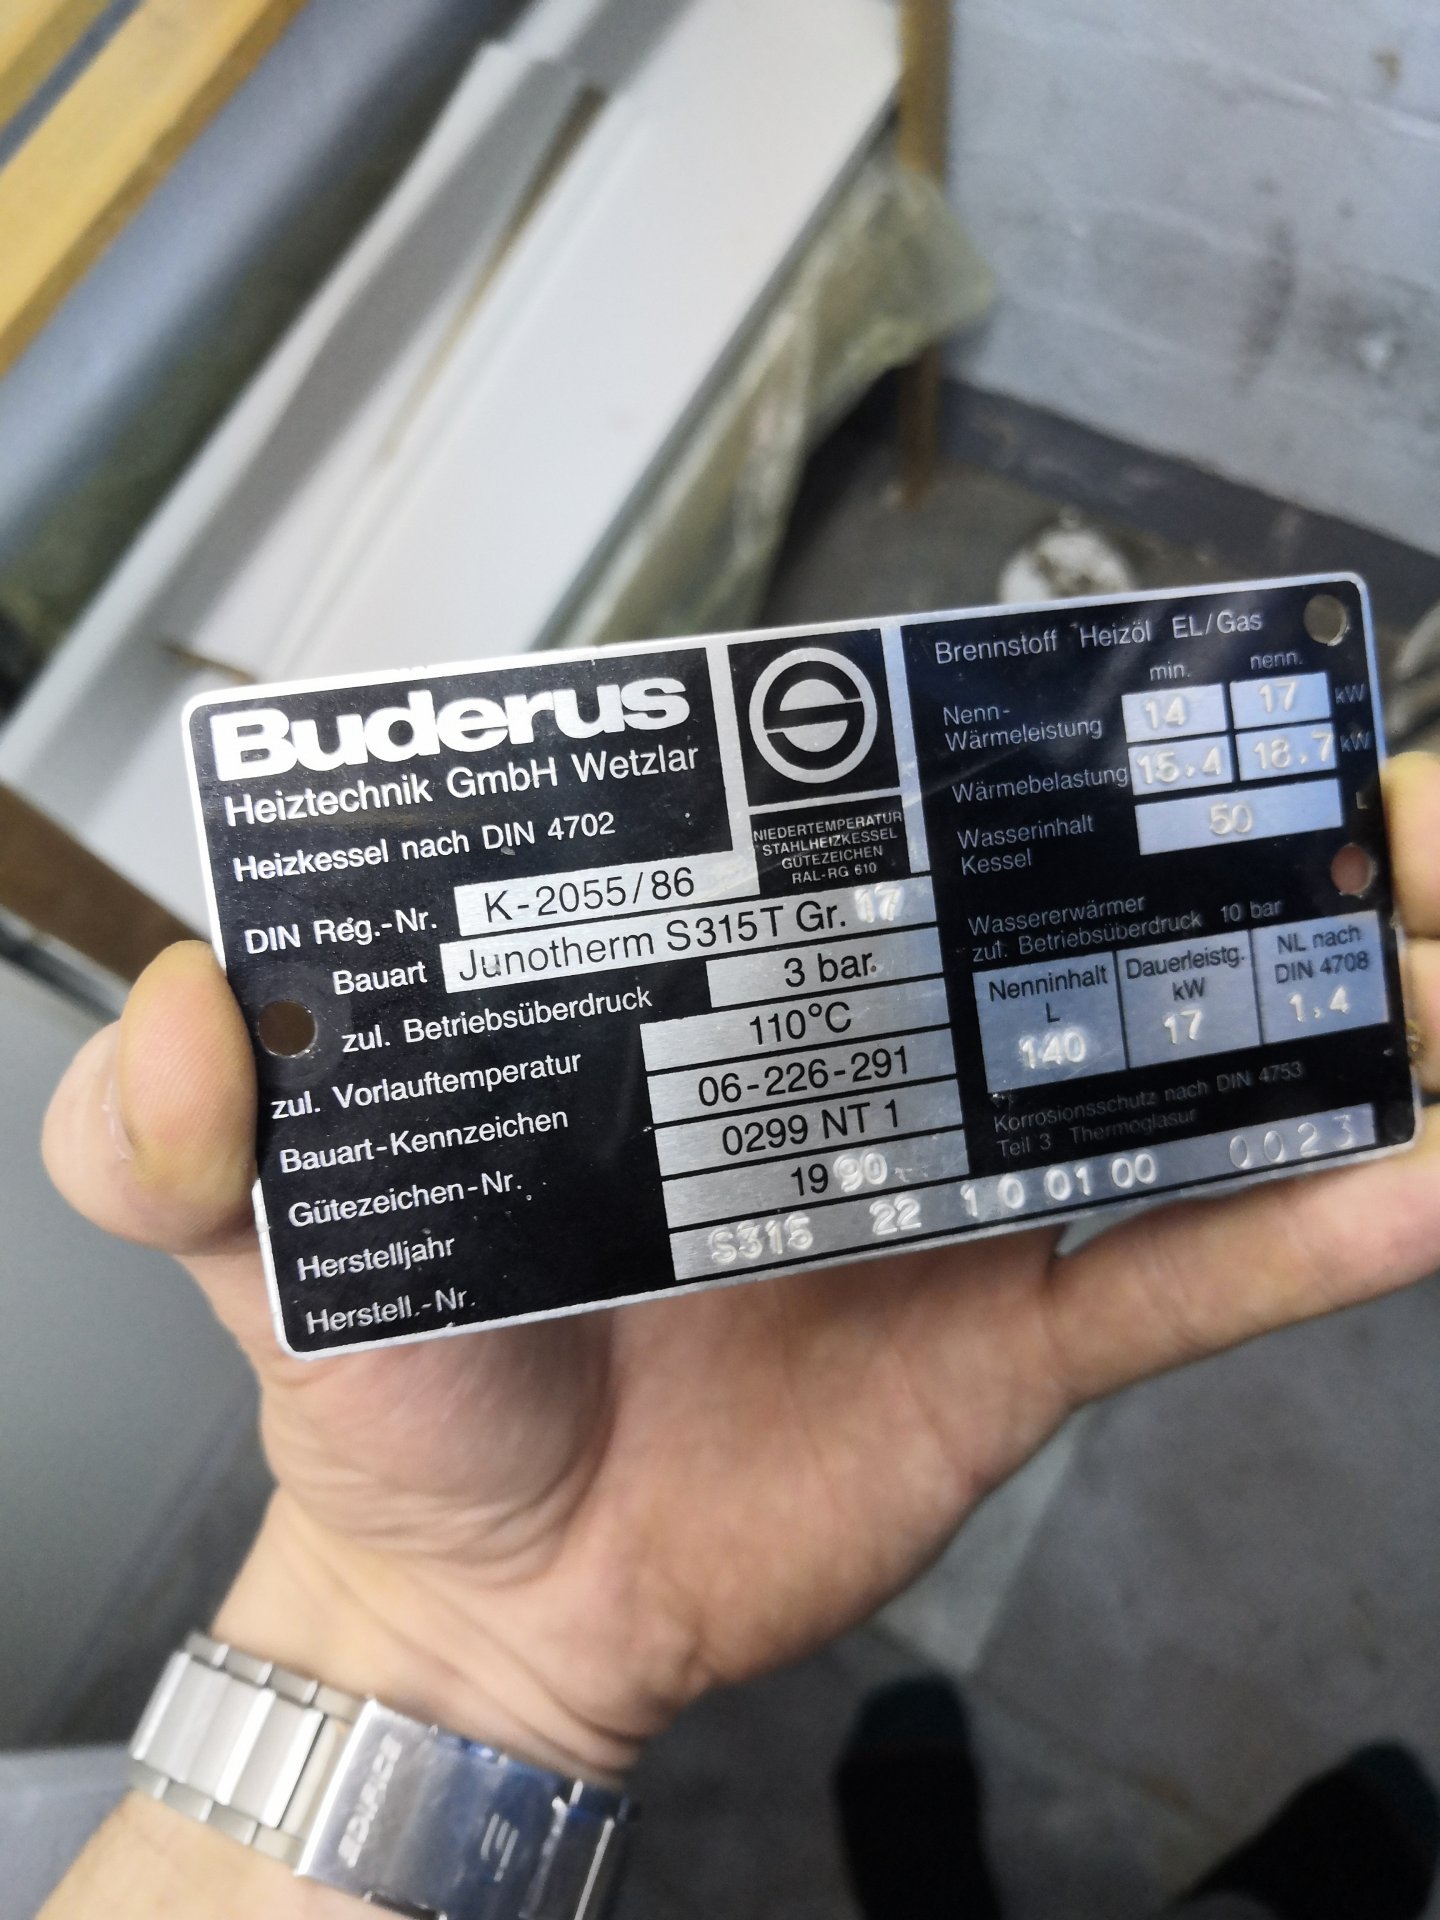 Buderus
Heiztechnik GmbH Wetzlar
Heizkessel nach DIN 4702
DIN Reg.-Nr. K-2055/86
Bauart Junotherm S315T Gr. 17
zul. Betriebsüberdruck 3 bar
zul. Vorlauftemperatur 110°C
Bauart-Kennzeichen 06-226-291
Gütezeichen-Nr. 0299 NT 1
Herstelljahr 1990
Herstell.-Nr. S315 22 10 01 00 0023
NIEDERTEMPERATUR
STAHLHEIZKESSEL
GÜTEZEICHEN
RAL-RG 610
Brennstoff Heizöl EL/Gas
min. nenn.
Nenn-
Wärmeleistung 14 17 kW
Wärmebelastung 15.4 18.7 kW
Wasserinhalt
Kessel 50 L
Wassererwärmer
zul. Betriebsüberdruck 10 bar
Nenninhalt
L
140
Dauerleistg.
kW
17
NL nach
DIN 4708
1.4
Korrosionsschutz nach DIN 4753
Teil 3 Thermoglasur
EDIFICE